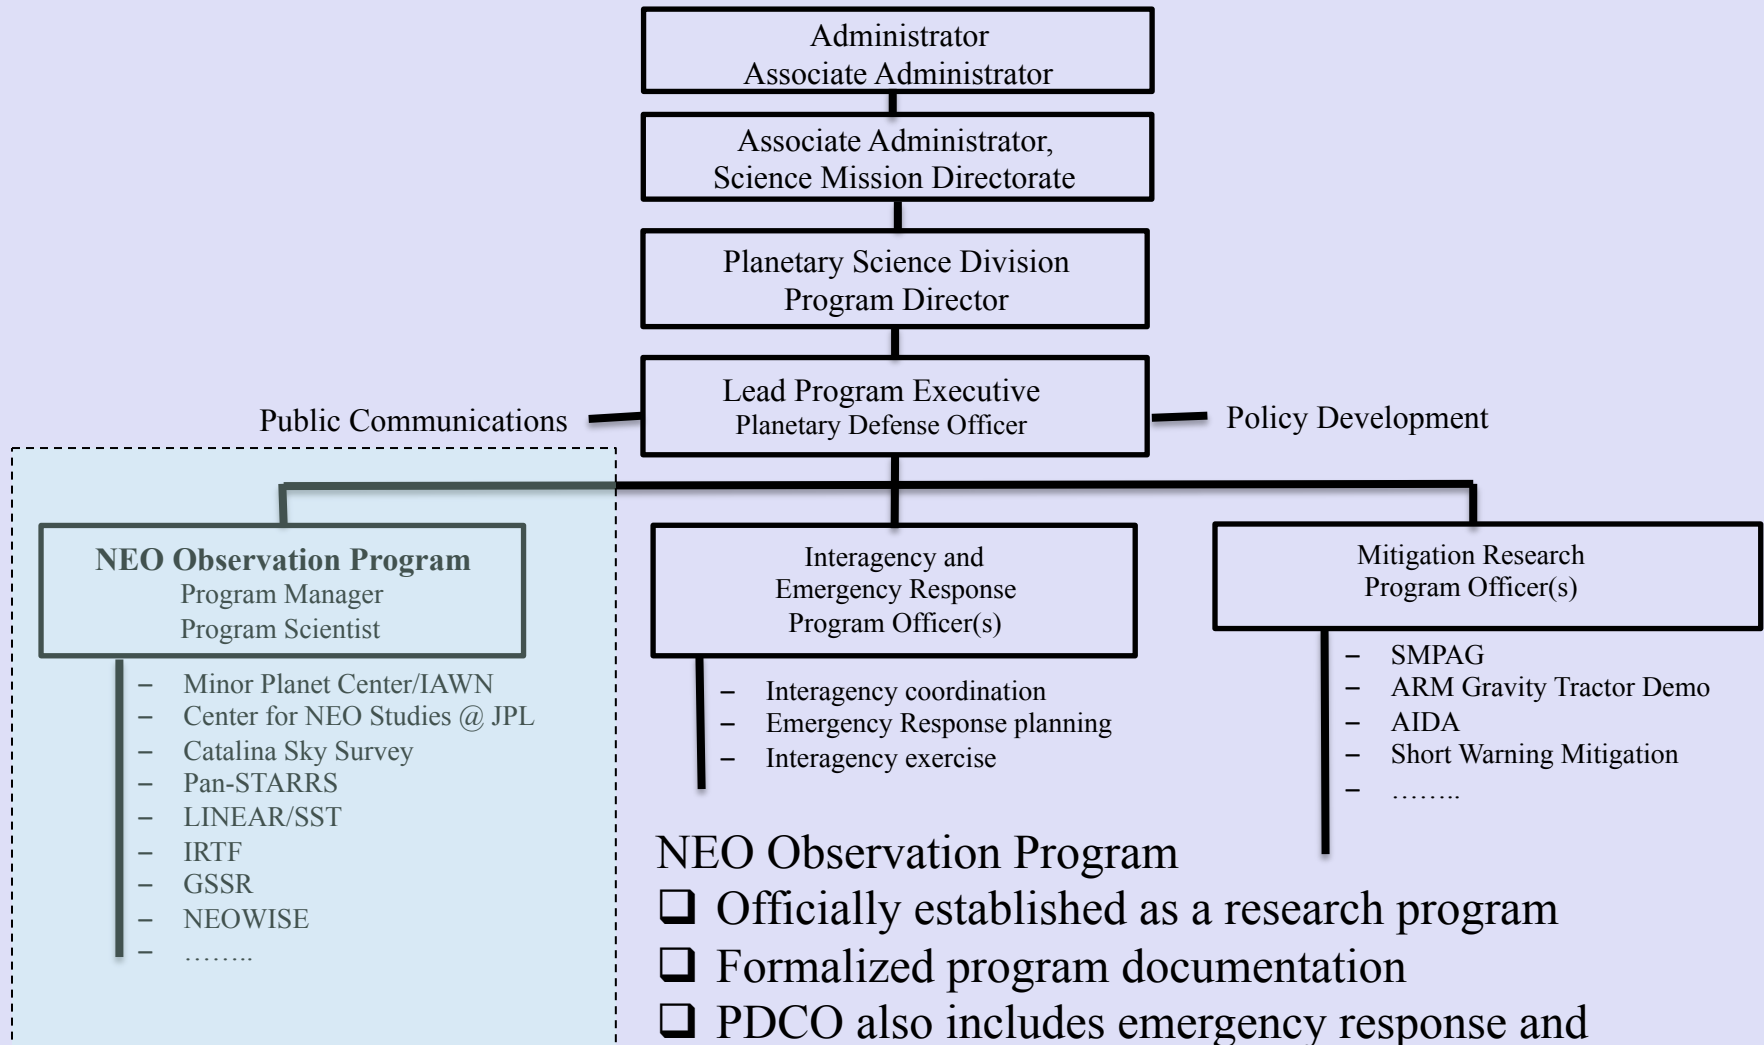 Administrator
Associate Administrator
Associate Administrator,
Science Mission Directorate
Planetary Science Division
Program Director
Lead Program Executive
Planetary Defense Officer
Public Communications
Policy Development
NEO Observation Program
Program Manager
Program Scientist
– Minor Planet Center/IAWN
– Center for NEO Studies @ JPL
– Catalina Sky Survey
– Pan-STARRS
– LINEAR/SST
– IRTF
– GSSR
– NEOWISE
– ……..
Interagency and
Emergency Response
Program Officer(s)
– Interagency coordination
– Emergency Response planning
– Interagency exercise
Mitigation Research
Program Officer(s)
– SMPAG
– ARM Gravity Tractor Demo
– AIDA
– Short Warning Mitigation
– ……..
NEO Observation Program
❑ Officially established as a research program
❑ Formalized program documentation
❑ PDCO also includes emergency response and